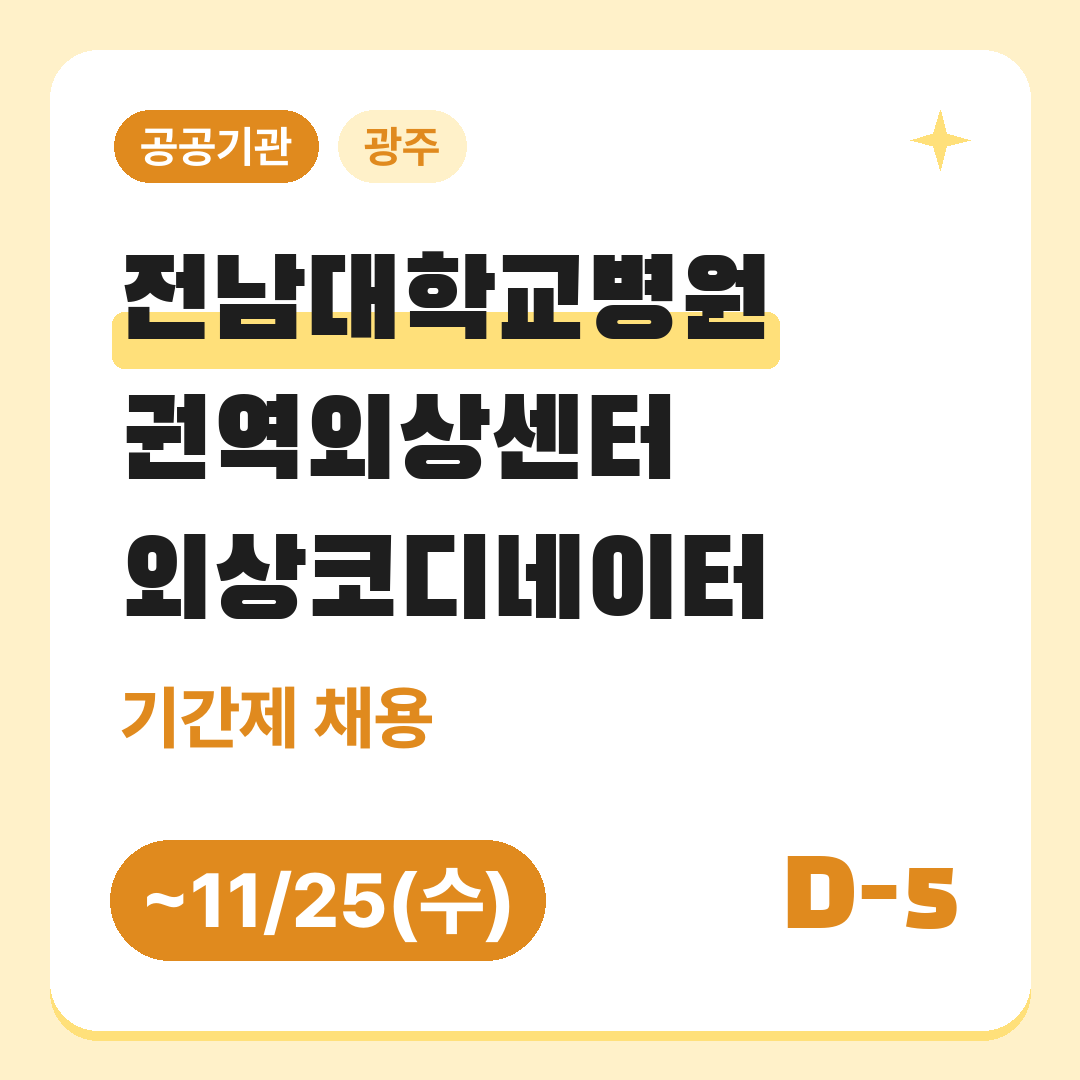 공공기관 광주
전남대학교병원
권역외상센터
외상코디네이터
기간제 채용
~11/25(수) D-5